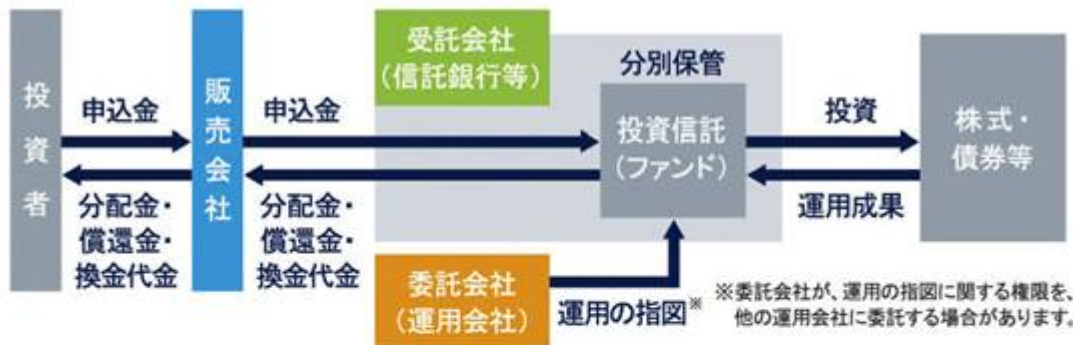 投資者
申込金
分配金・
償還金・
換金代金
販売会社
申込金
分配金・
償還金・
換金代金
受託会社
(信託銀行等)
分別保管
投資信託
(ファンド)
委託会社
(運用会社)
運用の指図※
投資
運用成果
株式・
債券等
※委託会社が、運用の指図に関する権限を、
他の運用会社に委託する場合があります。